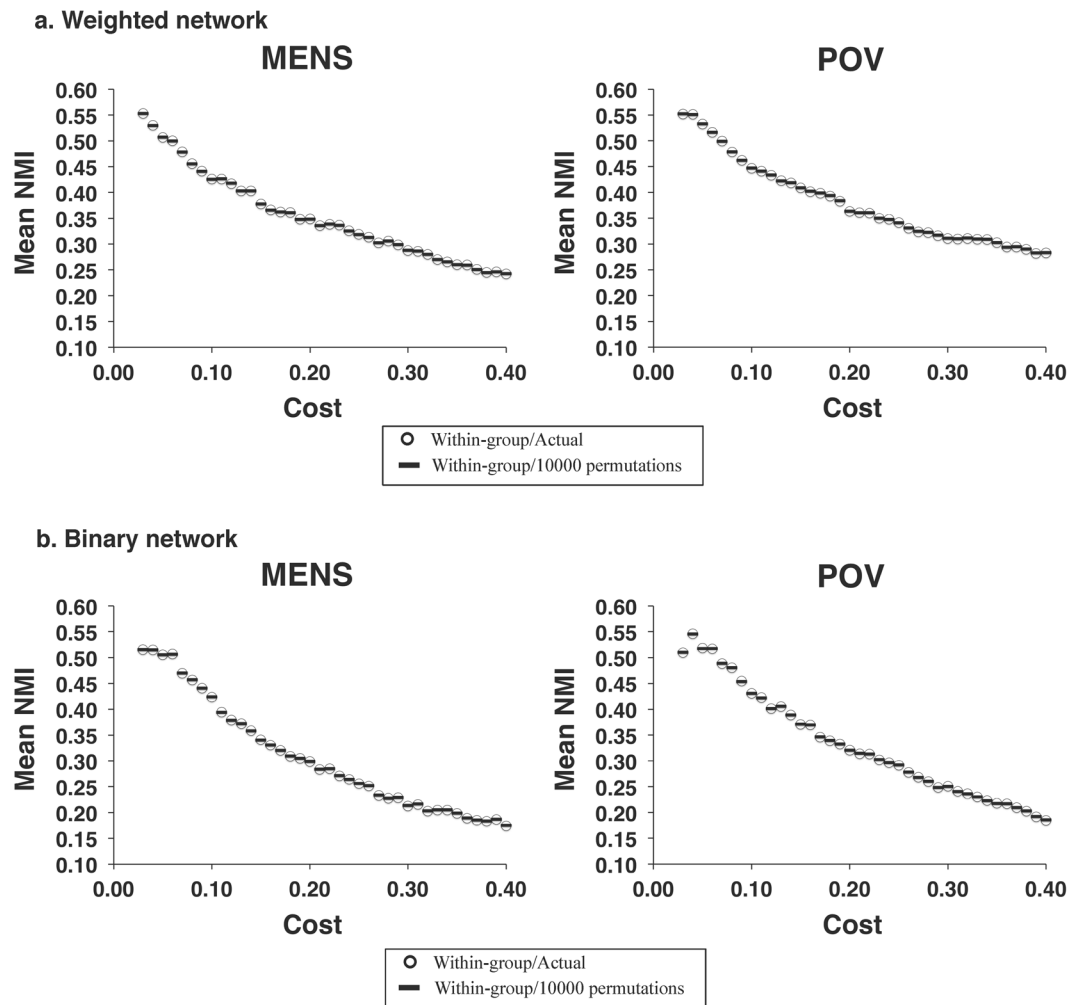 a. Weighted network
MENS
POV
Mean NMI
0.60
0.55
0.50
0.45
0.40
0.35
0.30
0.25
0.20
0.15
0.10
0.00 0.10 0.20 0.30 0.40
Cost
Mean NMI
0.60
0.55
0.50
0.45
0.40
0.35
0.30
0.25
0.20
0.15
0.10
0.00 0.10 0.20 0.30 0.40
Cost
Within-group/Actual
Within-group/10000 permutations
b. Binary network
MENS
POV
Mean NMI
0.60
0.55
0.50
0.45
0.40
0.35
0.30
0.25
0.20
0.15
0.10
0.00 0.10 0.20 0.30 0.40
Cost
Mean NMI
0.60
0.55
0.50
0.45
0.40
0.35
0.30
0.25
0.20
0.15
0.10
0.00 0.10 0.20 0.30 0.40
Cost
Within-group/Actual
Within-group/10000 permutations